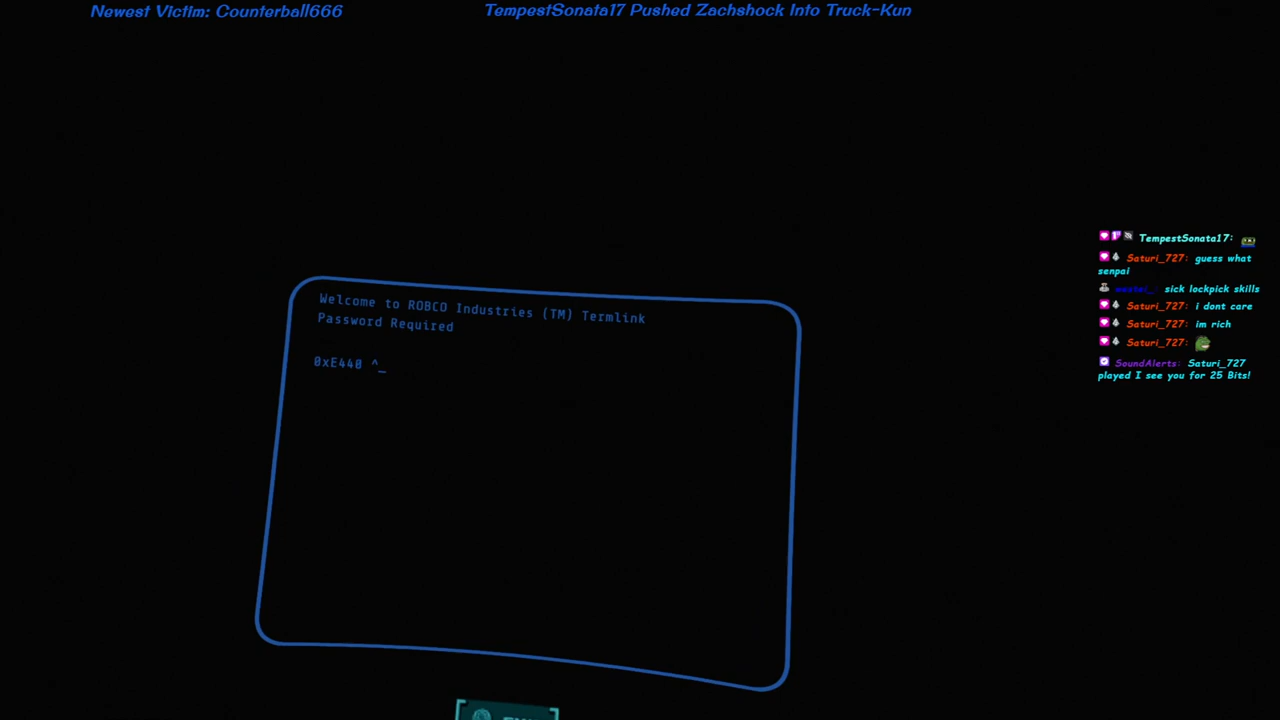 Newest Victim: Counterball666
TempestSonata17 Pushed Zachshock Into Truck-Kun
Welcome to ROBCO Industries (TM) Termlink
Password Required
0xE440 ^_
TempestSonata17:
Saturi_727: guess what
senpai
sick lockpick skills
Saturi_727: i dont care
Saturi_727: im rich
Saturi_727:
SoundAlerts: Saturi_727
played I see you for 25 Bits!